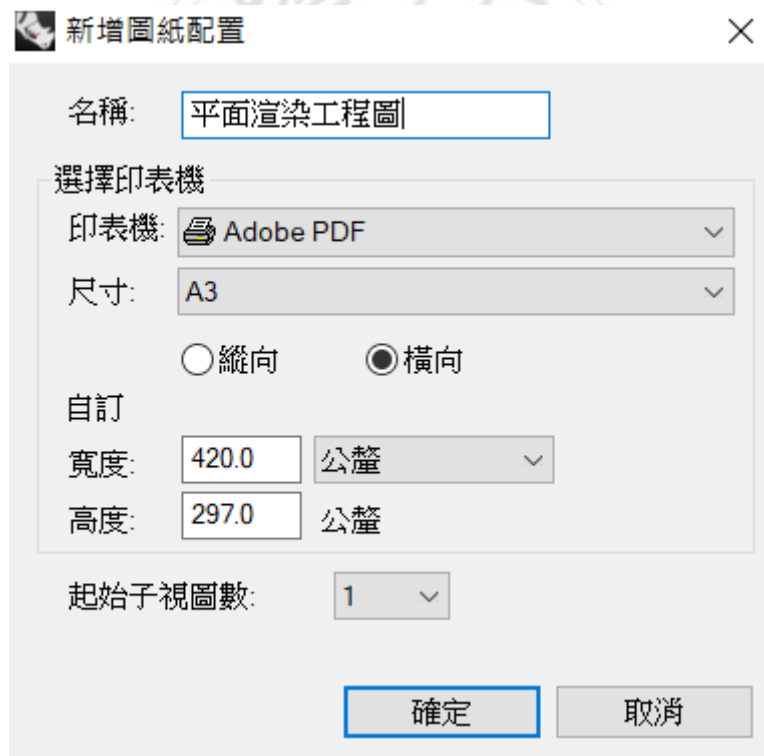 新增圖紙配置
名稱: 平面渲染工程圖
選擇印表機
印表機: Adobe PDF
尺寸: A3
縱向 橫向
自訂
寬度: 420.0 公釐
高度: 297.0 公釐
起始子視圖數: 1
確定 取消